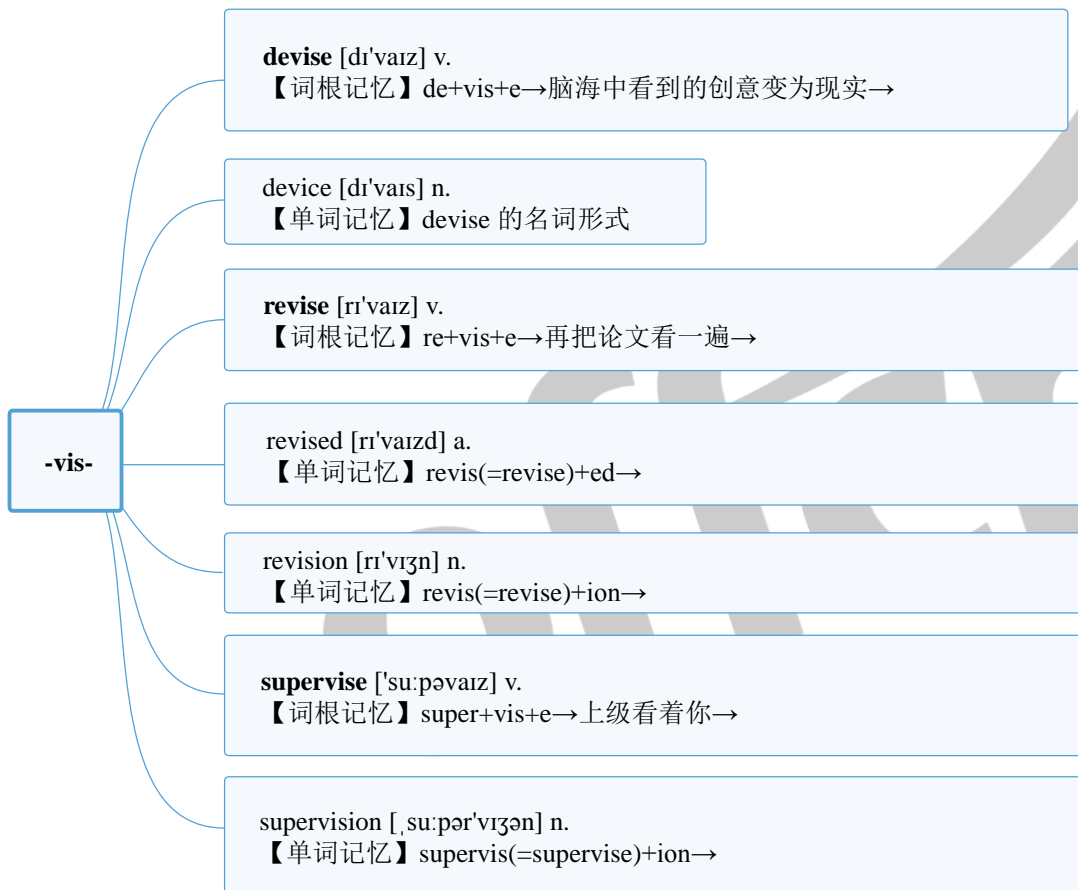 devise [dɪ'vaɪz] v.
【词根记忆】de+vis+e→脑海中看到的创意变为现实→
device [dɪ'vaɪs] n.
【单词记忆】devise 的名词形式
revise [rɪ'vaɪz] v.
【词根记忆】re+vis+e→再把论文看一遍→
-vis-
revised [rɪ'vaɪzd] a.
【单词记忆】revis(=revise)+ed→
revision [rɪ'vɪʒn] n.
【单词记忆】revis(=revise)+ion→
supervise ['suːpəvaɪz] v.
【词根记忆】super+vis+e→上级看着你→
supervision [ˌsuːpər'vɪʒən] n.
【单词记忆】supervis(=supervise)+ion→